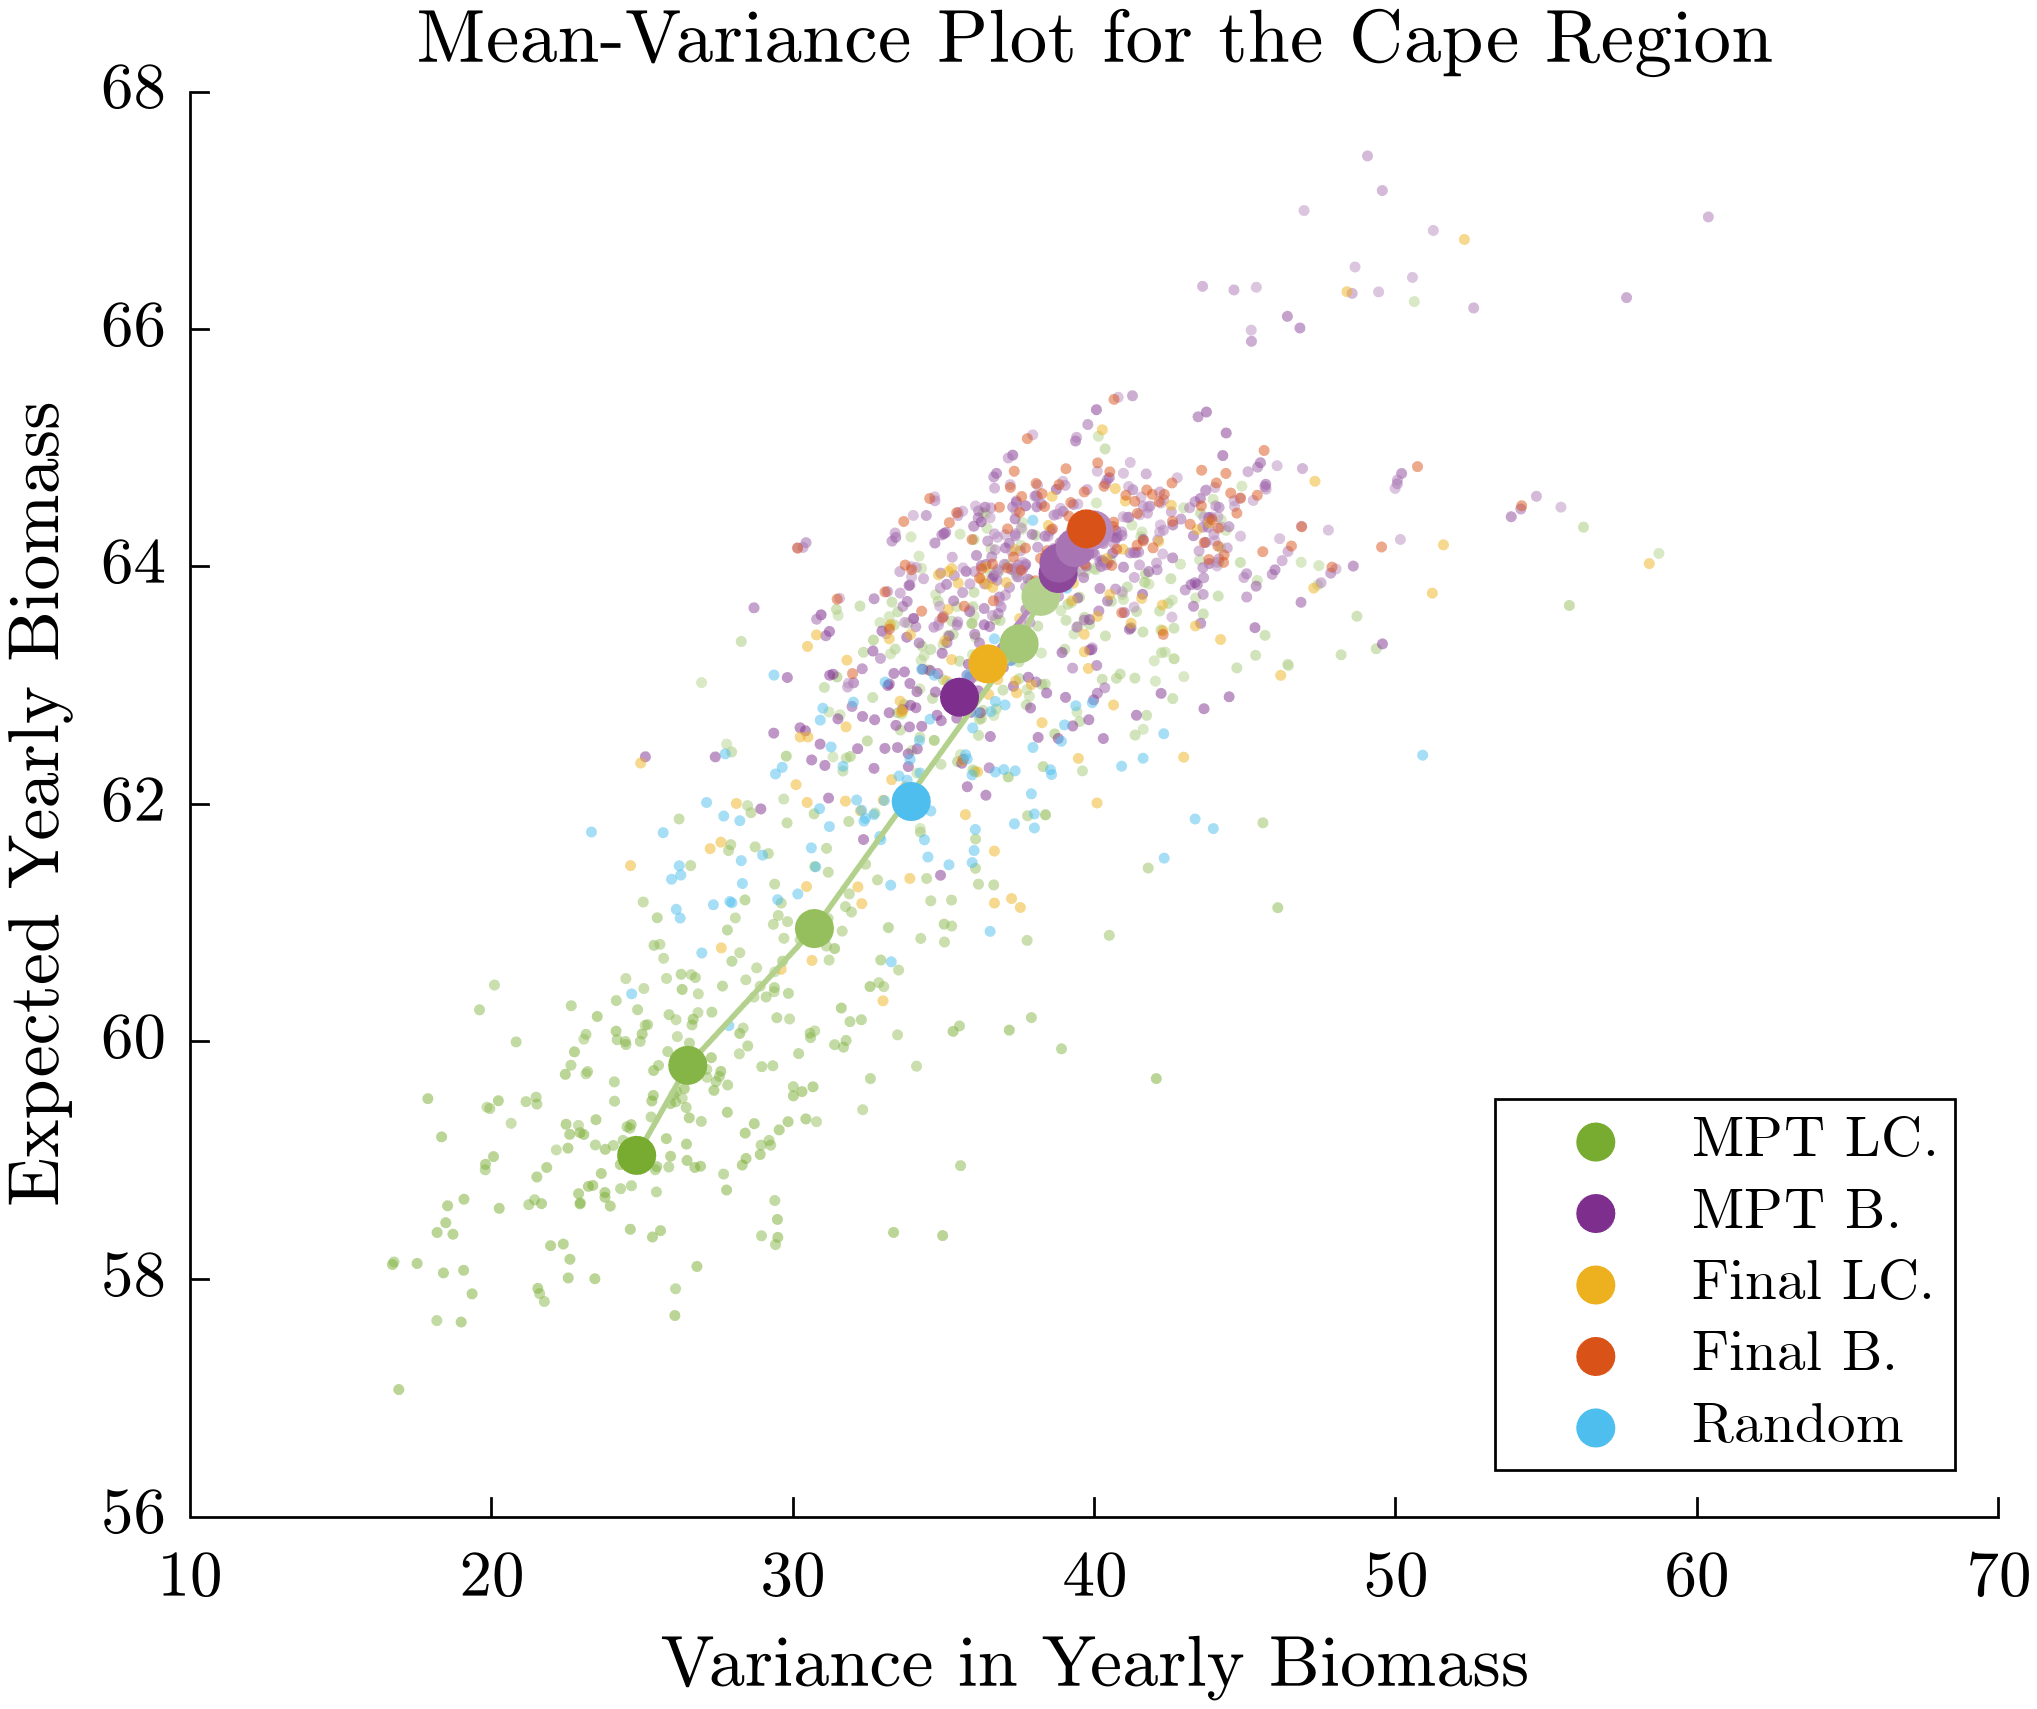 Mean-Variance Plot for the Cape Region
68
66
64
62
60
58
56
Expected Yearly Biomass
10 20 30 40 50 60 70
Variance in Yearly Biomass
MPT LC.
MPT B.
Final LC.
Final B.
Random